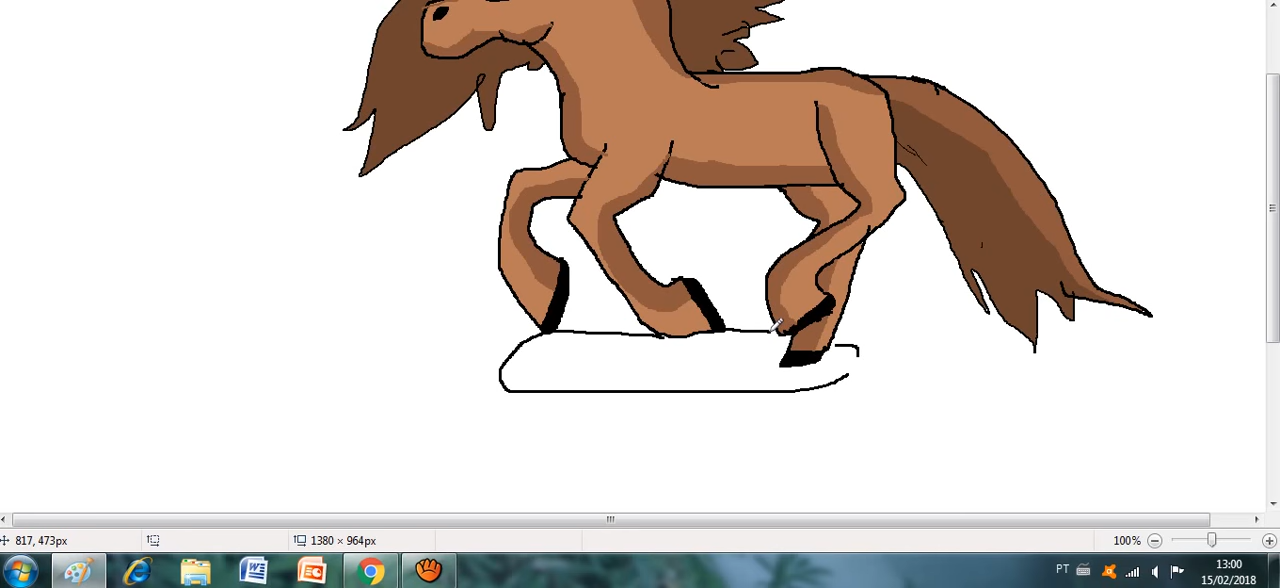 817, 473px
1380 × 964px
100%
PT
13:00
15/02/2018